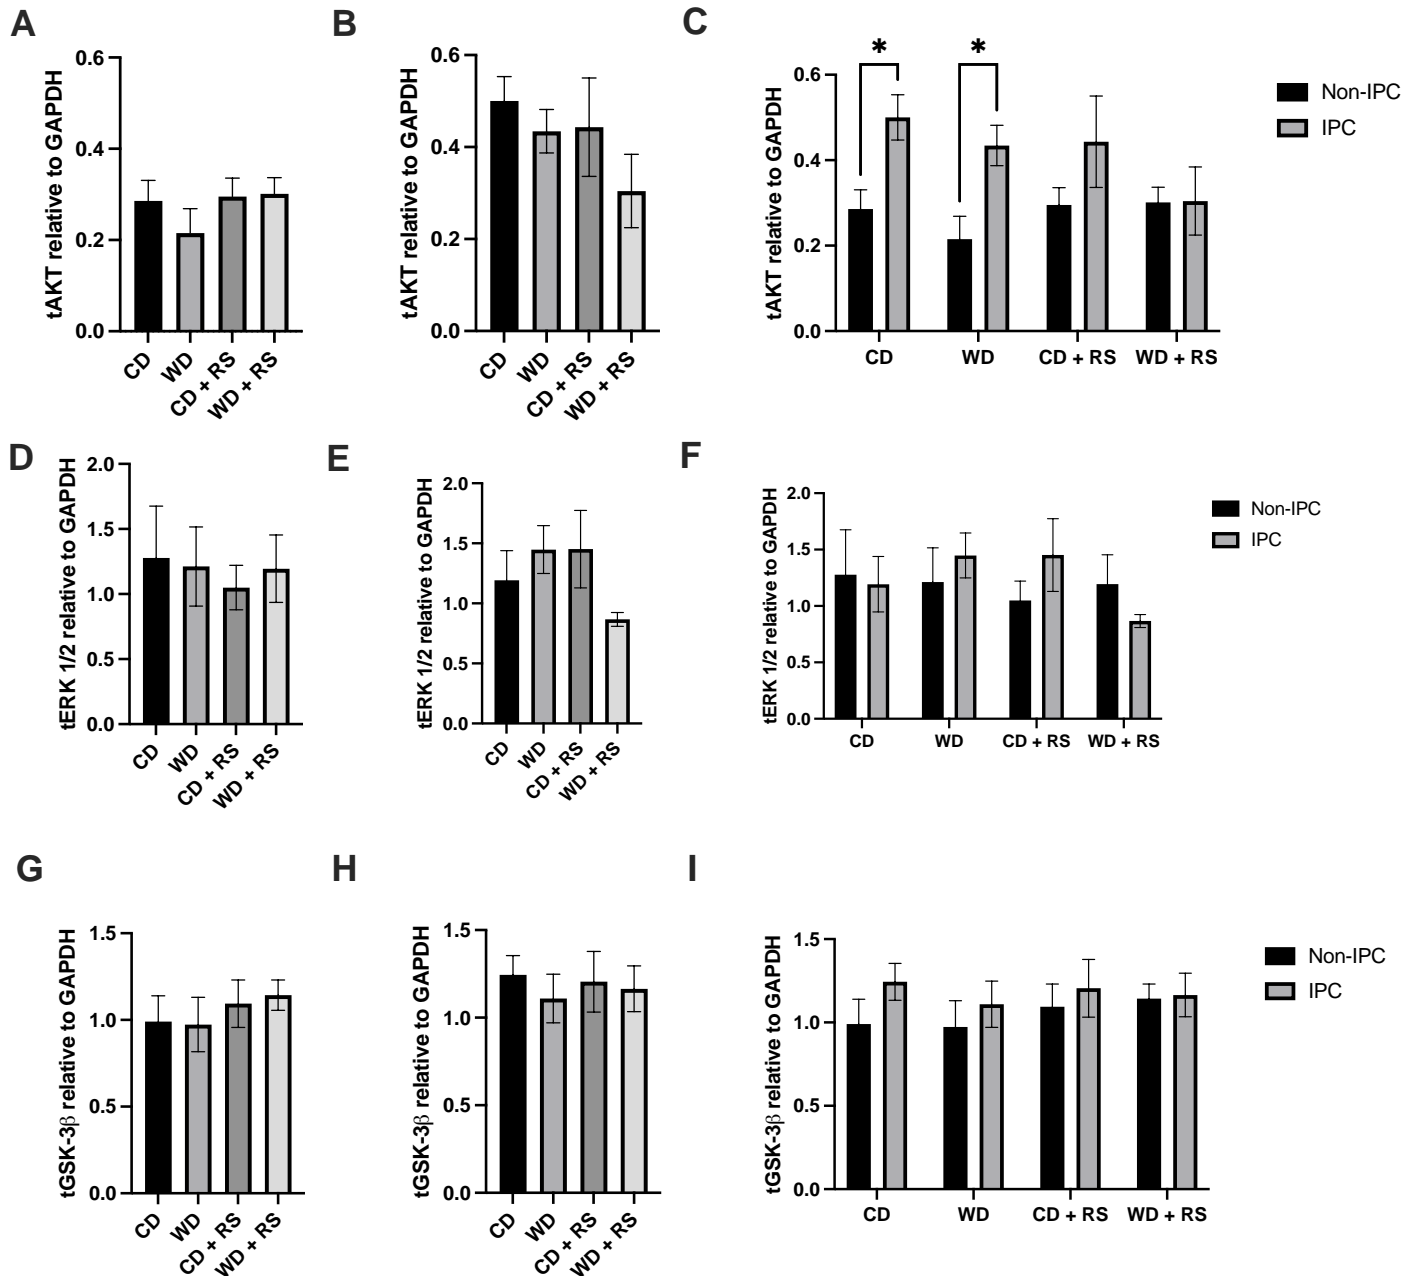 A
tAKT relative to GAPDH
0.6
0.4
0.2
0.0
CD
WD
CD + RS
WD + RS
B
tAKT relative to GAPDH
0.6
0.4
0.2
0.0
CD
WD
CD + RS
WD + RS
C
tAKT relative to GAPDH
0.6
0.4
0.2
0.0
*
*
CD
WD
CD + RS
WD + RS
Non-IPC
IPC
D
tERK 1/2 relative to GAPDH
2.0
1.5
1.0
0.5
0.0
CD
WD
CD + RS
WD + RS
E
tERK 1/2 relative to GAPDH
2.0
1.5
1.0
0.5
0.0
CD
WD
CD + RS
WD + RS
F
tERK 1/2 relative to GAPDH
2.0
1.5
1.0
0.5
0.0
CD
WD
CD + RS
WD + RS
Non-IPC
IPC
G
tGSK-3β relative to GAPDH
1.5
1.0
0.5
0.0
CD
WD
CD + RS
WD + RS
H
tGSK-3β relative to GAPDH
1.5
1.0
0.5
0.0
CD
WD
CD + RS
WD + RS
I
tGSK-3β relative to GAPDH
1.5
1.0
0.5
0.0
CD
WD
CD + RS
WD + RS
Non-IPC
IPC